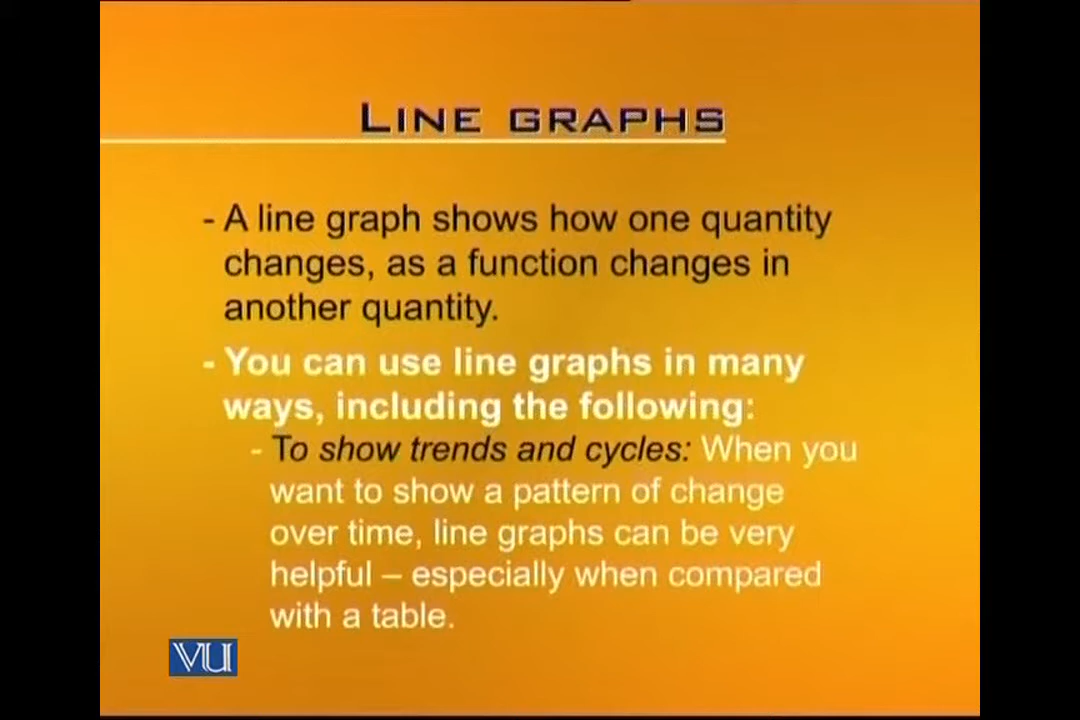 LINE GRAPHS
- A line graph shows how one quantity
changes, as a function changes in
another quantity.
- You can use line graphs in many
ways, including the following:
- To show trends and cycles: When you
want to show a pattern of change
over time, line graphs can be very
helpful – especially when compared
with a table.
VU